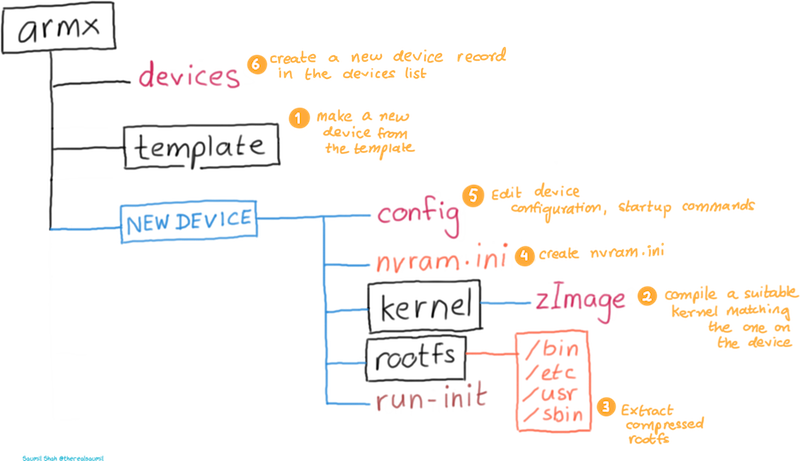 armx
devices
6 create a new device record
in the devices list
template
1 make a new
device from
the template
NEW DEVICE
config
5 Edit device
configuration, startup commands
nvram.ini
4 create nvram.ini
kernel
zImage
2 compile a suitable
kernel matching
the one on
the device
rootfs
/bin
/etc
/usr
/sbin
3 Extract
compressed
rootfs
run-init
Saumil Shah @therealsaumil